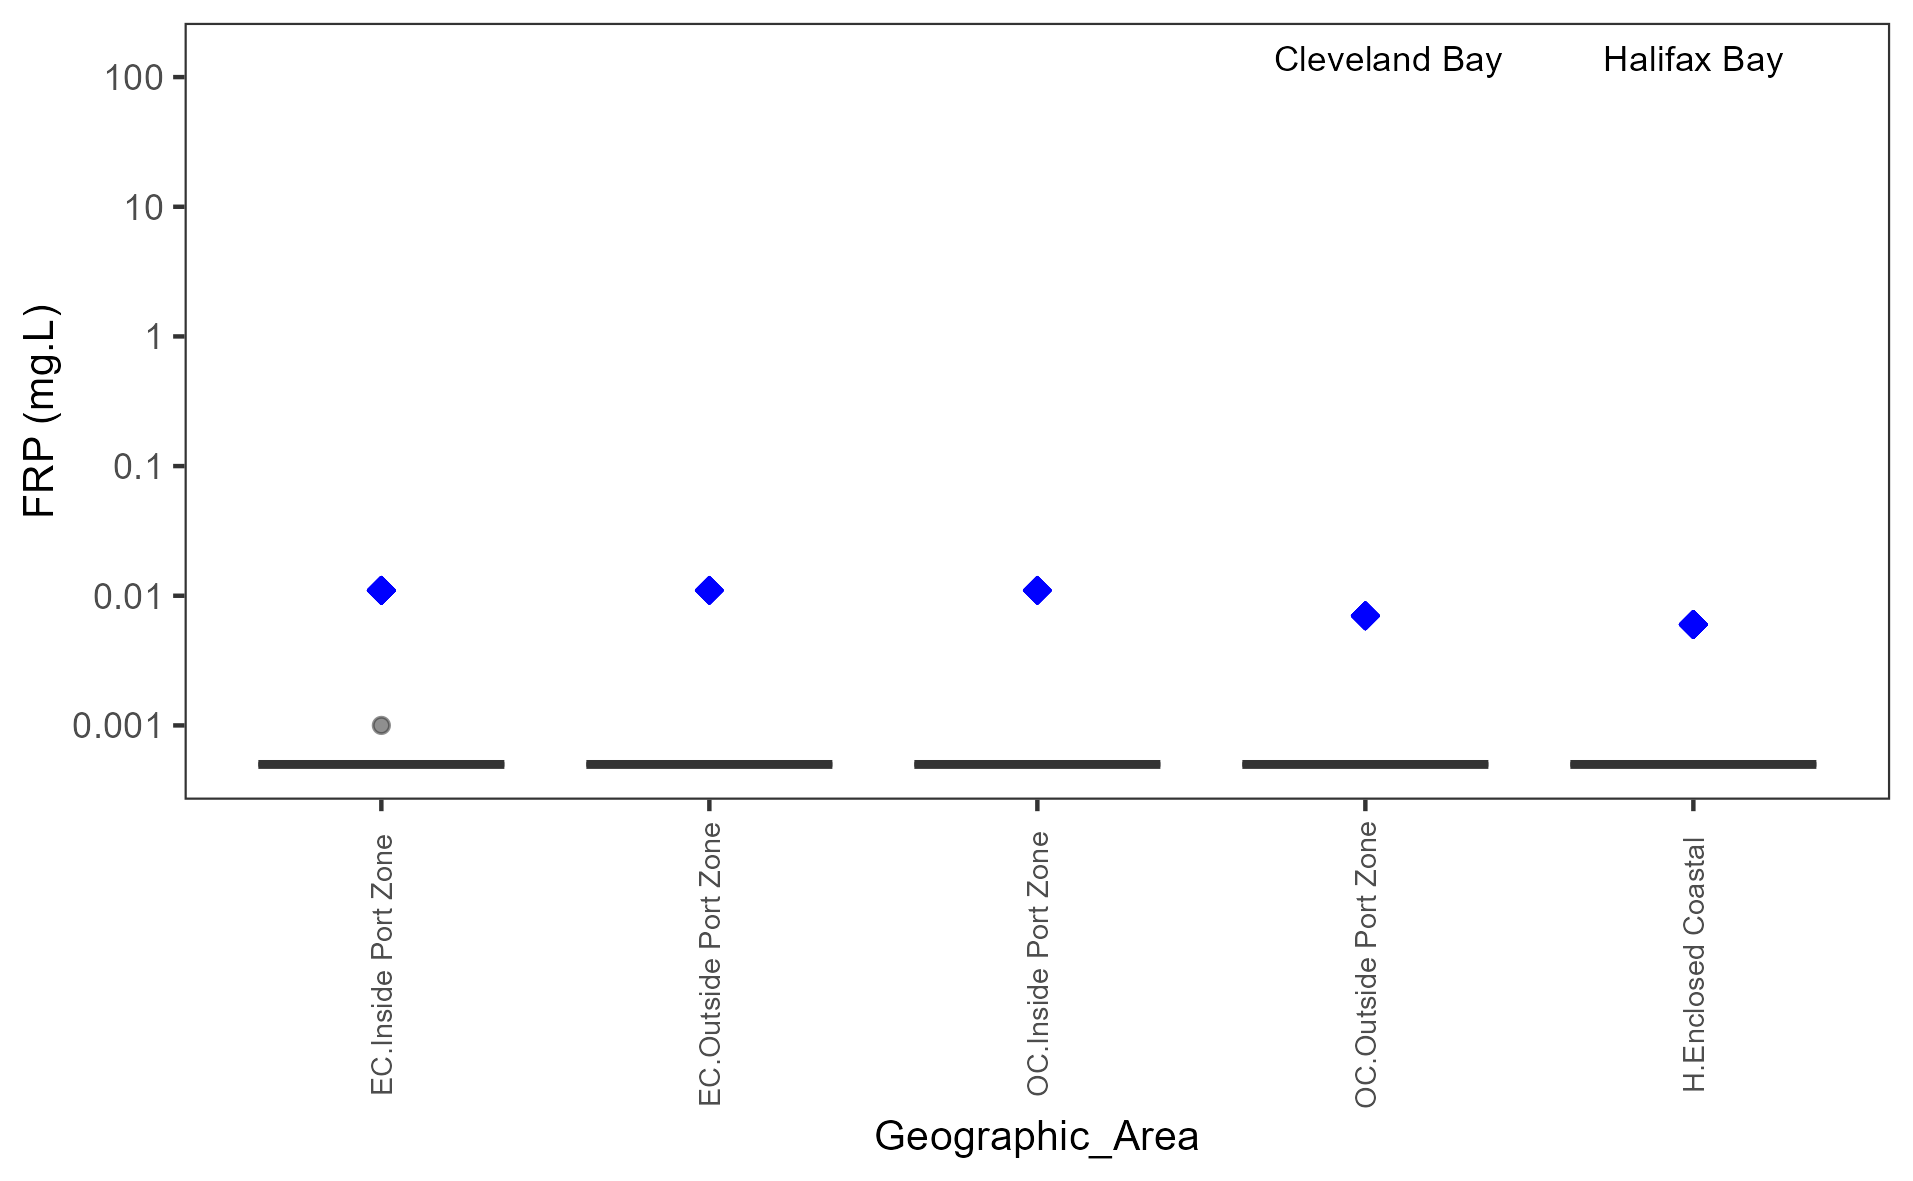 Cleveland Bay
Halifax Bay
100
10
1
0.1
0.01
0.001
FRP (mg.L)
EC.Inside Port Zone
EC.Outside Port Zone
OC.Inside Port Zone
OC.Outside Port Zone
H.Enclosed Coastal
Geographic_Area